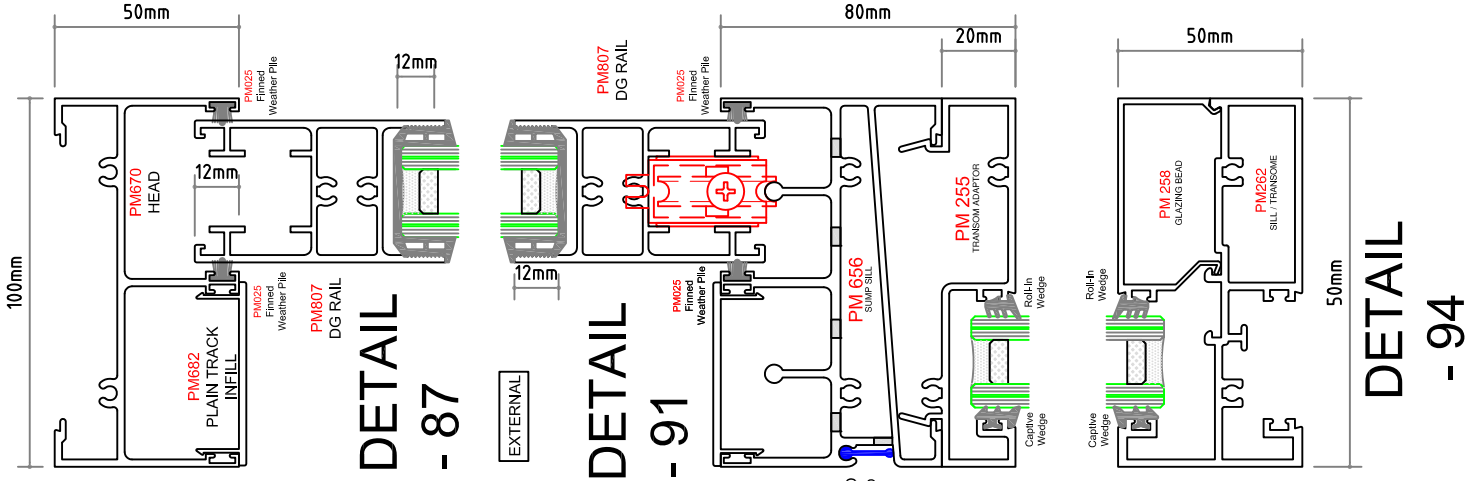 50mm
100mm
12mm
12mm
PM025
Finned
Weather Pile
PM670
HEAD
PM025
Finned
Weather Pile
PM682
PLAIN TRACK
INFILL
PM807
DG RAIL
DETAIL
- 87
EXTERNAL
12mm
PM807
DG RAIL
PM025
Finned
Weather Pile
PM025
Finned
Weather Pile
DETAIL
- 91
80mm
20mm
PM 656
SUMP SILL
PM 255
TRANSOM ADAPTOR
Roll-In
Wedge
Captive
Wedge
50mm
PM 258
GLAZING BEAD
PM262
SILL / TRANSOME
Roll-In
Wedge
Captive
Wedge
50mm
DETAIL
- 94